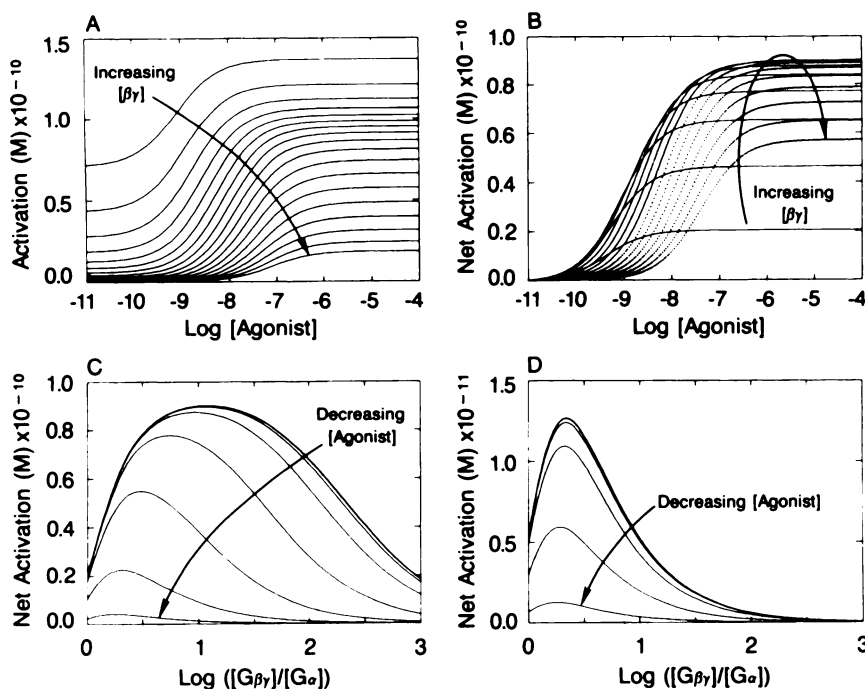 A
Activation (M) x10⁻¹⁰
1.5
1.0
0.5
0.0
Increasing
[βγ]
-11 -10 -9 -8 -7 -6 -5 -4
Log [Agonist]
B
Net Activation (M) x10⁻¹⁰
1.0
0.8
0.6
0.4
0.2
0
Increasing
[βγ]
-11 -10 -9 -8 -7 -6 -5 -4
Log [Agonist]
C
Net Activation (M) x10⁻¹⁰
1.0
0.8
0.6
0.4
0.2
0.0
Decreasing
[Agonist]
0 1 2 3
Log ([Gβγ]/[Gα])
D
Net Activation (M) x10⁻¹¹
1.5
1.0
0.5
0.0
Decreasing [Agonist]
0 1 2 3
Log ([Gβγ]/[Gα])